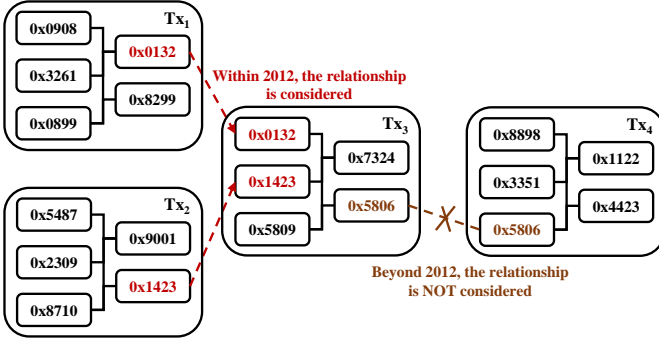 Tx1
0x0908
0x3261
0x0899
0x0132
0x8299
Tx2
0x5487
0x2309
0x8710
0x9001
0x1423
Within 2012, the relationship
is considered
Tx3
0x0132
0x1423
0x5809
0x7324
0x5806
Tx4
0x8898
0x3351
0x5806
0x1122
0x4423
Beyond 2012, the relationship
is NOT considered